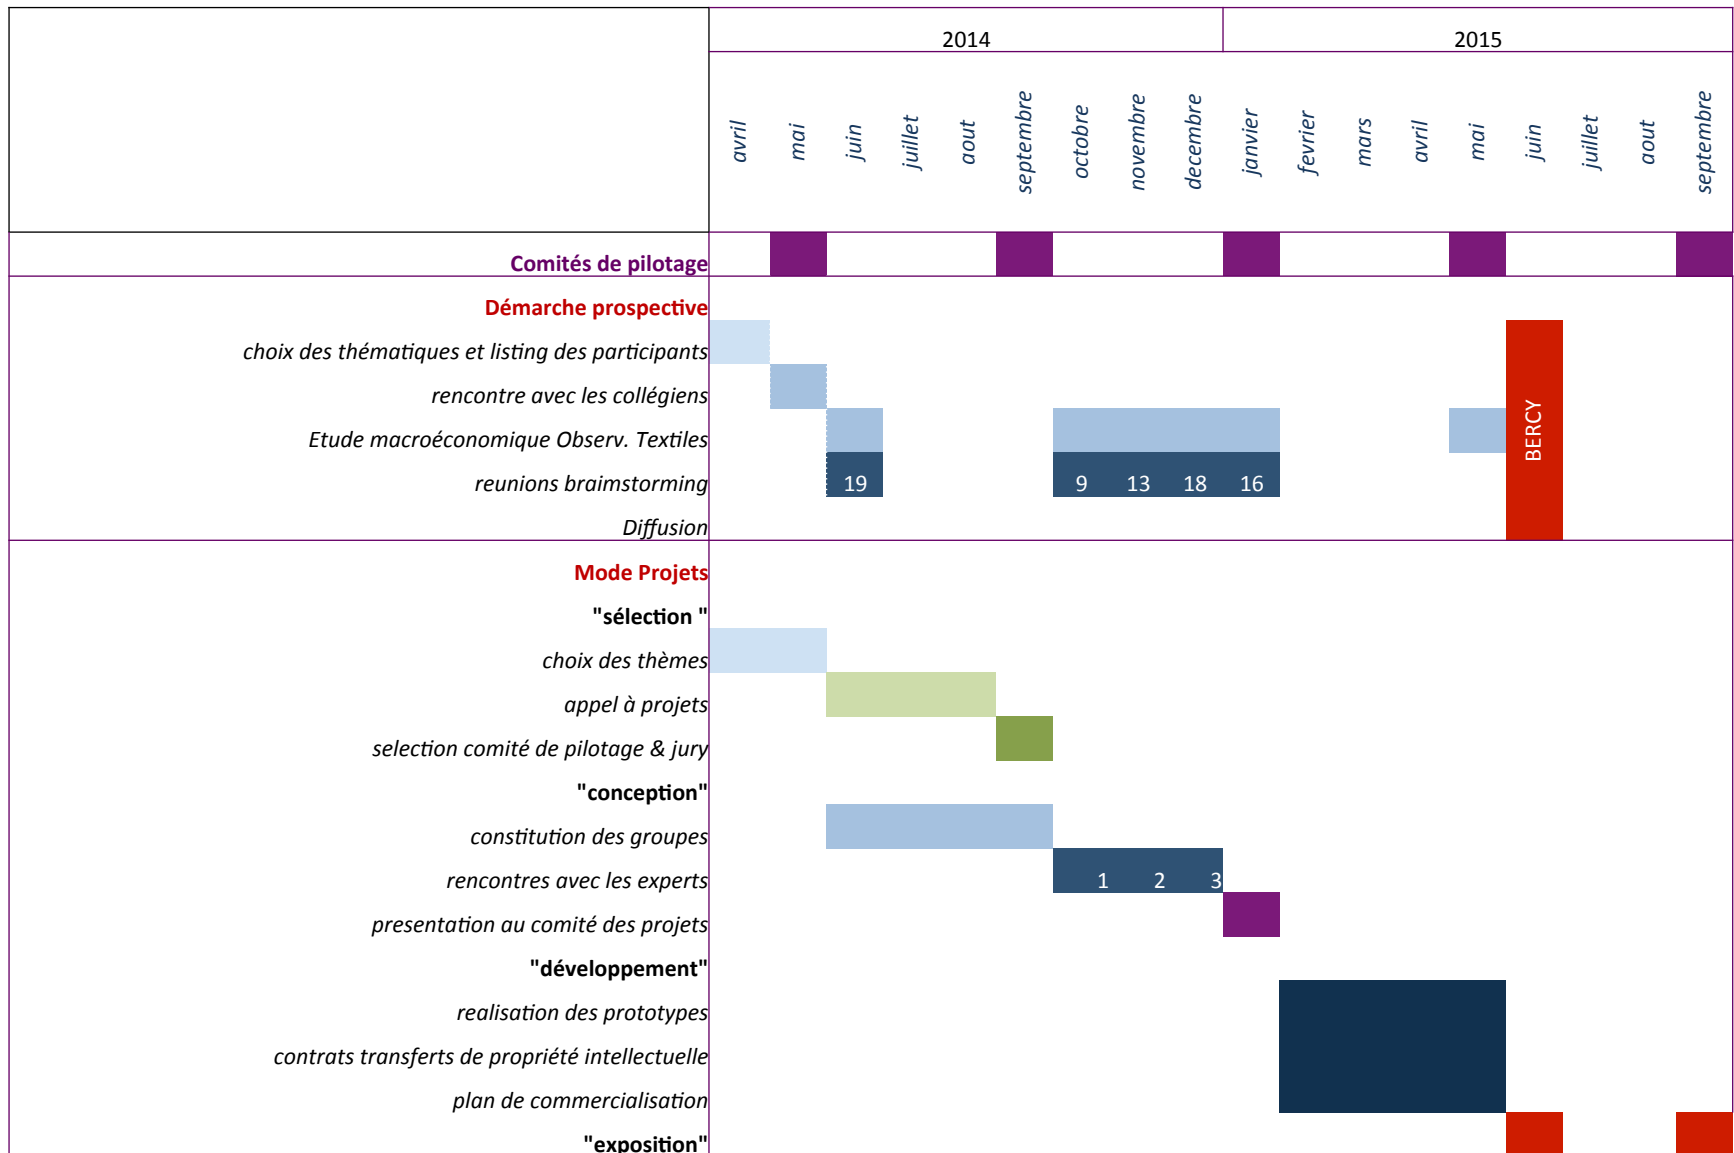 2014 2015
avril mai juin juillet aout septembre octobre novembre decembre janvier fevrier mars avril mai juin juillet aout septembre
Comités de pilotage
Démarche prospective
choix des thématiques et listing des participants
rencontre avec les collégiens
Etude macroéconomique Observ. Textiles
BERCY
reunions braimstorming 19 9 13 18 16
Diffusion
Mode Projets
"sélection "
choix des thèmes
appel à projets
selection comité de pilotage & jury
"conception"
constitution des groupes
rencontres avec les experts 1 2 3
presentation au comité des projets
"développement"
realisation des prototypes
contrats transferts de propriété intellectuelle
plan de commercialisation
"exposition"